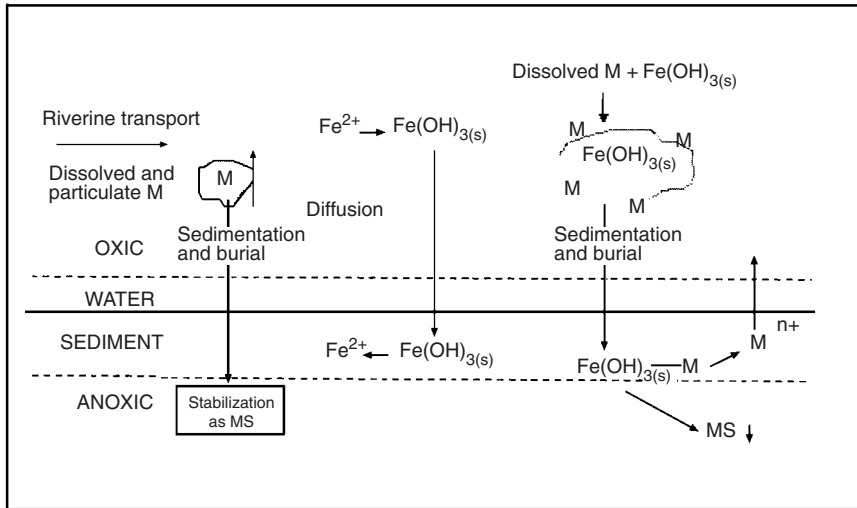 Dissolved M + Fe(OH)3(s)
Riverine transport
Fe2+
Fe(OH)3(s)
M
M
Fe(OH)3(s)
Dissolved and
particulate M
M
M
M
Diffusion
Sedimentation
and burial
Sedimentation
and burial
OXIC
WATER
n+
SEDIMENT
Fe2+
Fe(OH)3(s)
M
Fe(OH)3(s)
M
ANOXIC
Stabilization
as MS
MS